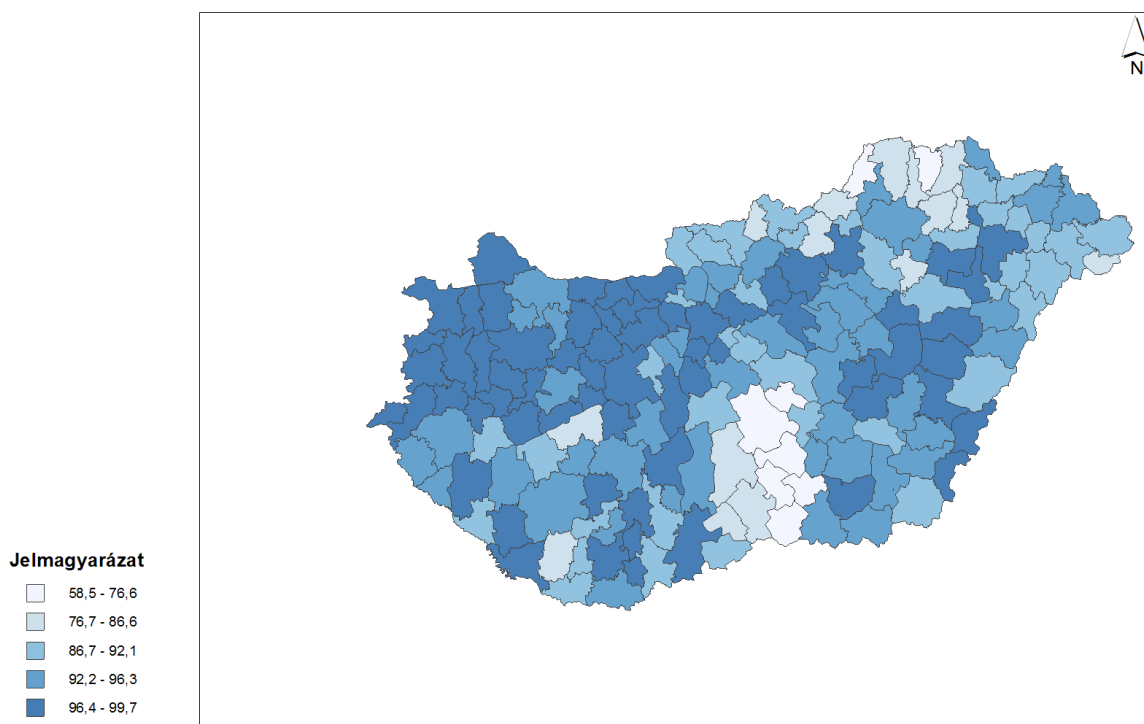 N
Jelmagyarázat
58,5 - 76,6
76,7 - 86,6
86,7 - 92,1
92,2 - 96,3
96,4 - 99,7